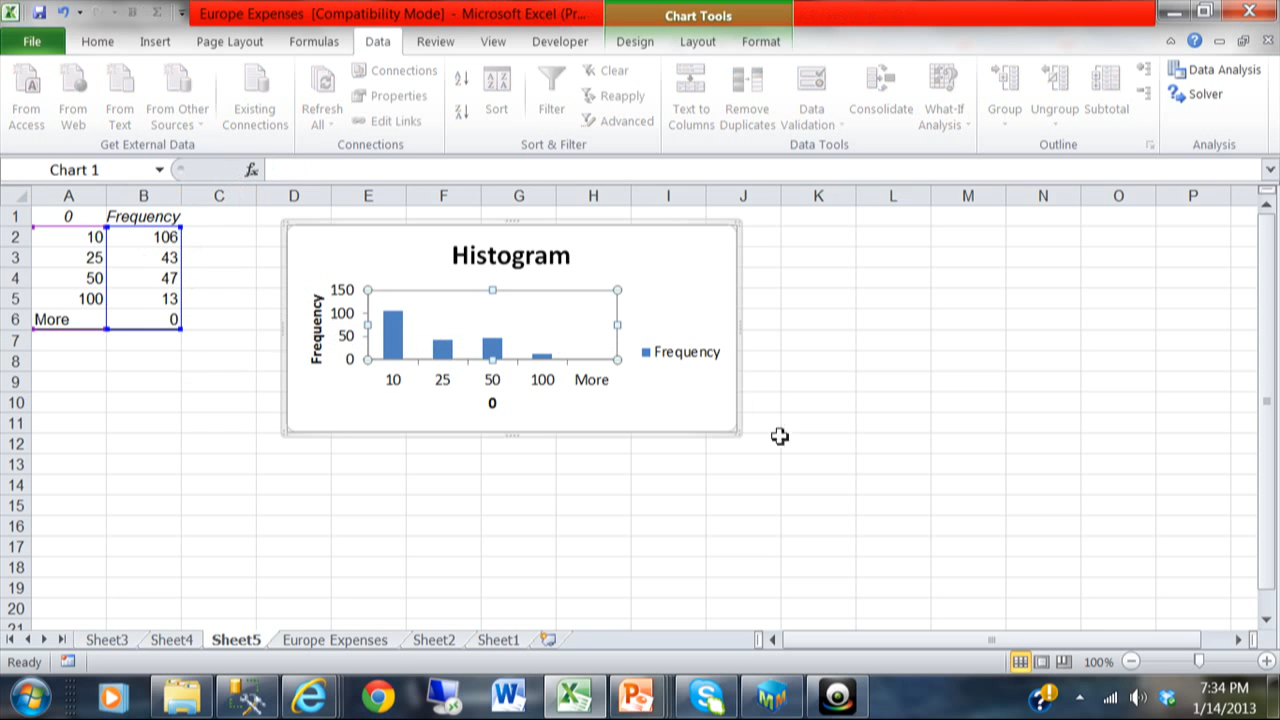 Europe Expenses [Compatibility Mode] - Microsoft Excel (Pr...
Chart Tools
File Home Insert Page Layout Formulas Data Review View Developer Design Layout Format
From Access
From Web
From Text
From Other Sources
Existing Connections
Get External Data
Refresh All
Connections
Properties
Edit Links
Connections
Sort
Filter
Clear
Reapply
Advanced
Sort & Filter
Text to Columns
Remove Duplicates
Data Validation
Consolidate
What-If Analysis
Data Tools
Group
Ungroup
Subtotal
Outline
Data Analysis
Solver
Analysis
Chart 1 fx
A B C D E F G H I J K L M N O P
1 0 Frequency
2 10 106
3 25 43
4 50 47
5 100 13
6 More 0
7
8
9
10
11
12
13
14
15
16
17
18
19
20
21
Histogram
Frequency
150
100
50
0
10 25 50 100 More
0
Frequency
Sheet3 Sheet4 Sheet5 Europe Expenses Sheet2 Sheet1
Ready 100%
7:34 PM
1/14/2013